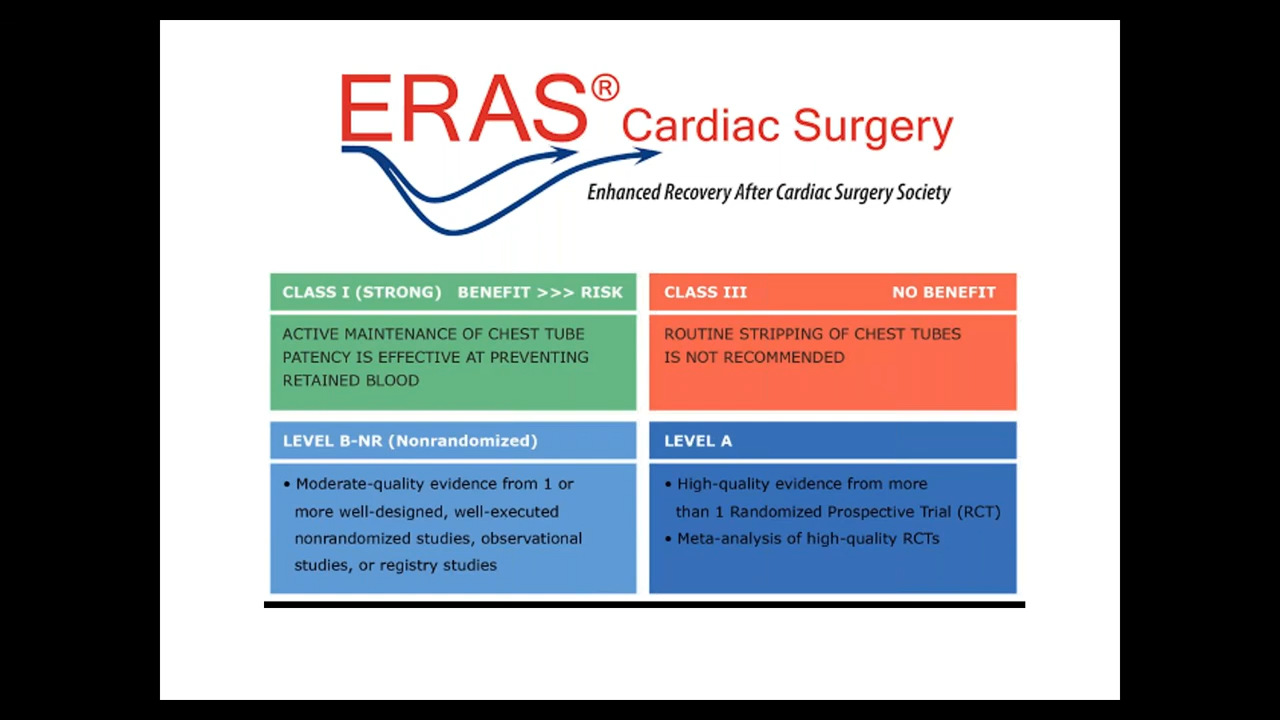 ERAS® Cardiac Surgery
Enhanced Recovery After Cardiac Surgery Society
CLASS I (STRONG) BENEFIT >>> RISK
ACTIVE MAINTENANCE OF CHEST TUBE
PATENCY IS EFFECTIVE AT PREVENTING
RETAINED BLOOD
CLASS III NO BENEFIT
ROUTINE STRIPPING OF CHEST TUBES
IS NOT RECOMMENDED
LEVEL B-NR (Nonrandomized)
• Moderate-quality evidence from 1 or
more well-designed, well-executed
nonrandomized studies, observational
studies, or registry studies
LEVEL A
• High-quality evidence from more
than 1 Randomized Prospective Trial (RCT)
• Meta-analysis of high-quality RCTs